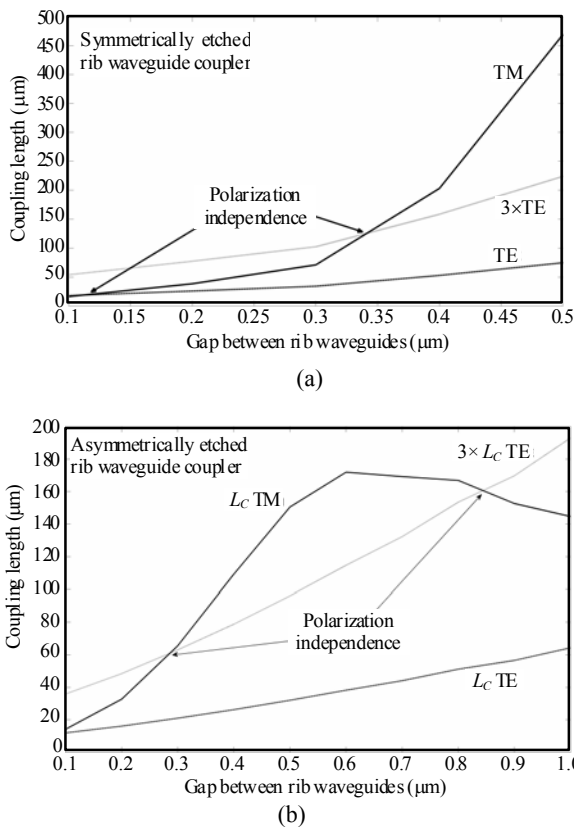 500
450
400
350
300
250
200
150
100
50
0
Coupling length (μm)
Symmetrically etched
rib waveguide coupler
TM
Polarization
independence
3×TE
TE
0.1 0.15 0.2 0.25 0.3 0.35 0.4 0.45 0.5
Gap between rib waveguides (μm)
(a)
200
180
160
140
120
100
80
60
40
20
0
Coupling length (μm)
Asymmetrically etched
rib waveguide coupler
3× LC TE
LC TM
Polarization
independence
LC TE
0.1 0.2 0.3 0.4 0.5 0.6 0.7 0.8 0.9 1.0
Gap between rib waveguides (μm)
(b)